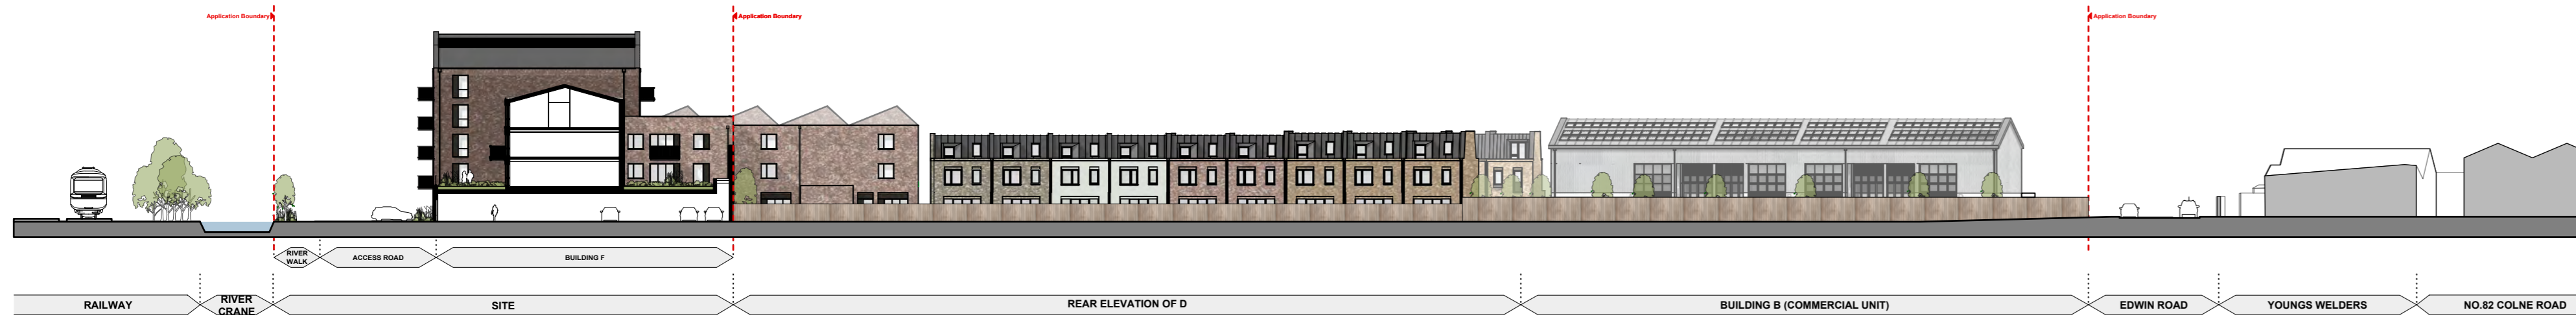 Application Boundary
Application Boundary
Application Boundary
RIVER
WALK
ACCESS ROAD
BUILDING F
RAILWAY
RIVER
CRANE
SITE
REAR ELEVATION OF D
BUILDING B (COMMERCIAL UNIT)
EDWIN ROAD
YOUNGS WELDERS
NO.82 COLNE ROAD